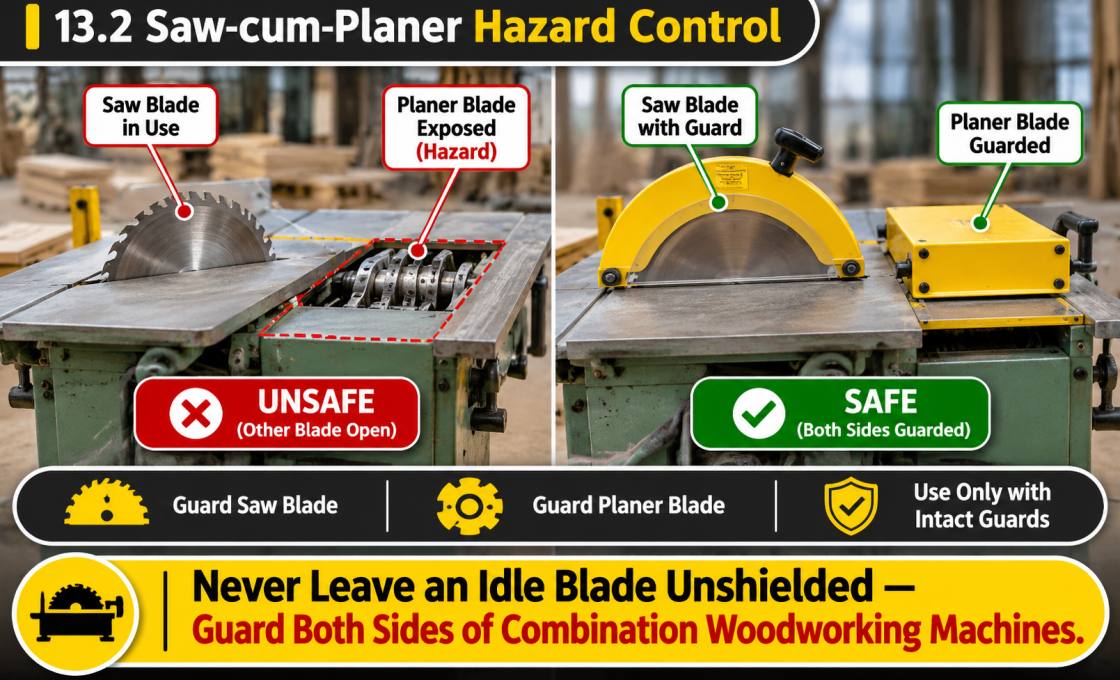 13.2 Saw-cum-Planer Hazard Control
Saw Blade
in Use
Planer Blade
Exposed
(Hazard)
Saw Blade
with Guard
Planer Blade
Guarded
UNSAFE
(Other Blade Open)
SAFE
(Both Sides Guarded)
Guard Saw Blade
Guard Planer Blade
Use Only with
Intact Guards
Never Leave an Idle Blade Unshielded —
Guard Both Sides of Combination Woodworking Machines.